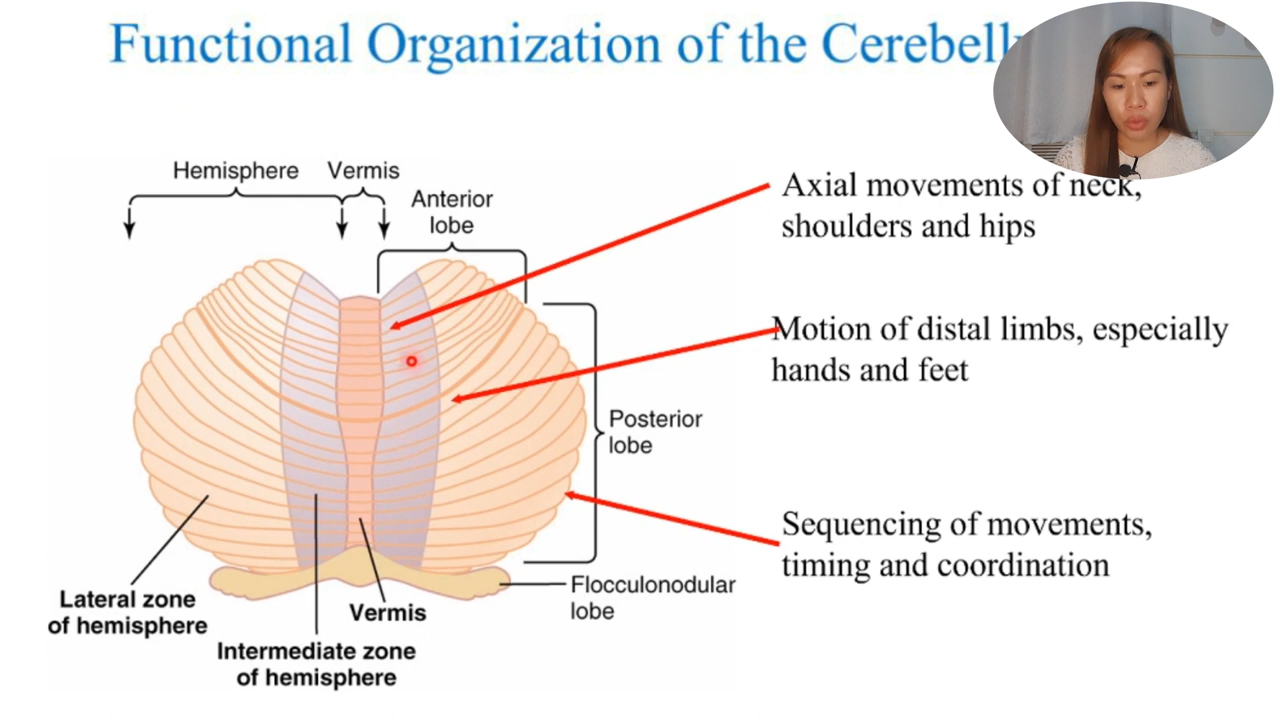 Functional Organization of the
Hemisphere
Vermis
Anterior
lobe
Axial movements of neck,
shoulders and hips
Motion of distal limbs, especially
hands and feet
Posterior
lobe
Sequencing of movements,
timing and coordination
Flocculonodular
lobe
Lateral zone
of hemisphere
Vermis
Intermediate zone
of hemisphere